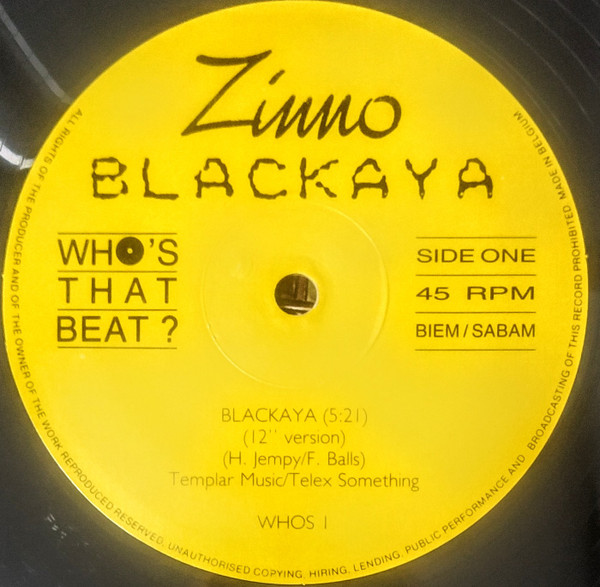 Zinno
BLACKAYA
WHO'S
THAT
BEAT?
SIDE ONE
45 RPM
BIEM/SABAM
BLACKAYA (5:21)
(12'' version)
(H. Jempy/F. Balls)
Templar Music/Telex Something
WHOS 1
ALL RIGHTS OF THE PRODUCER AND OF THE OWNER OF THE WORK REPRODUCED RESERVED. UNAUTHORISED COPYING, HIRING, LENDING, PUBLIC PERFORMANCE AND BROADCASTING OF THIS RECORD PROHIBITED. MADE IN BELGIUM